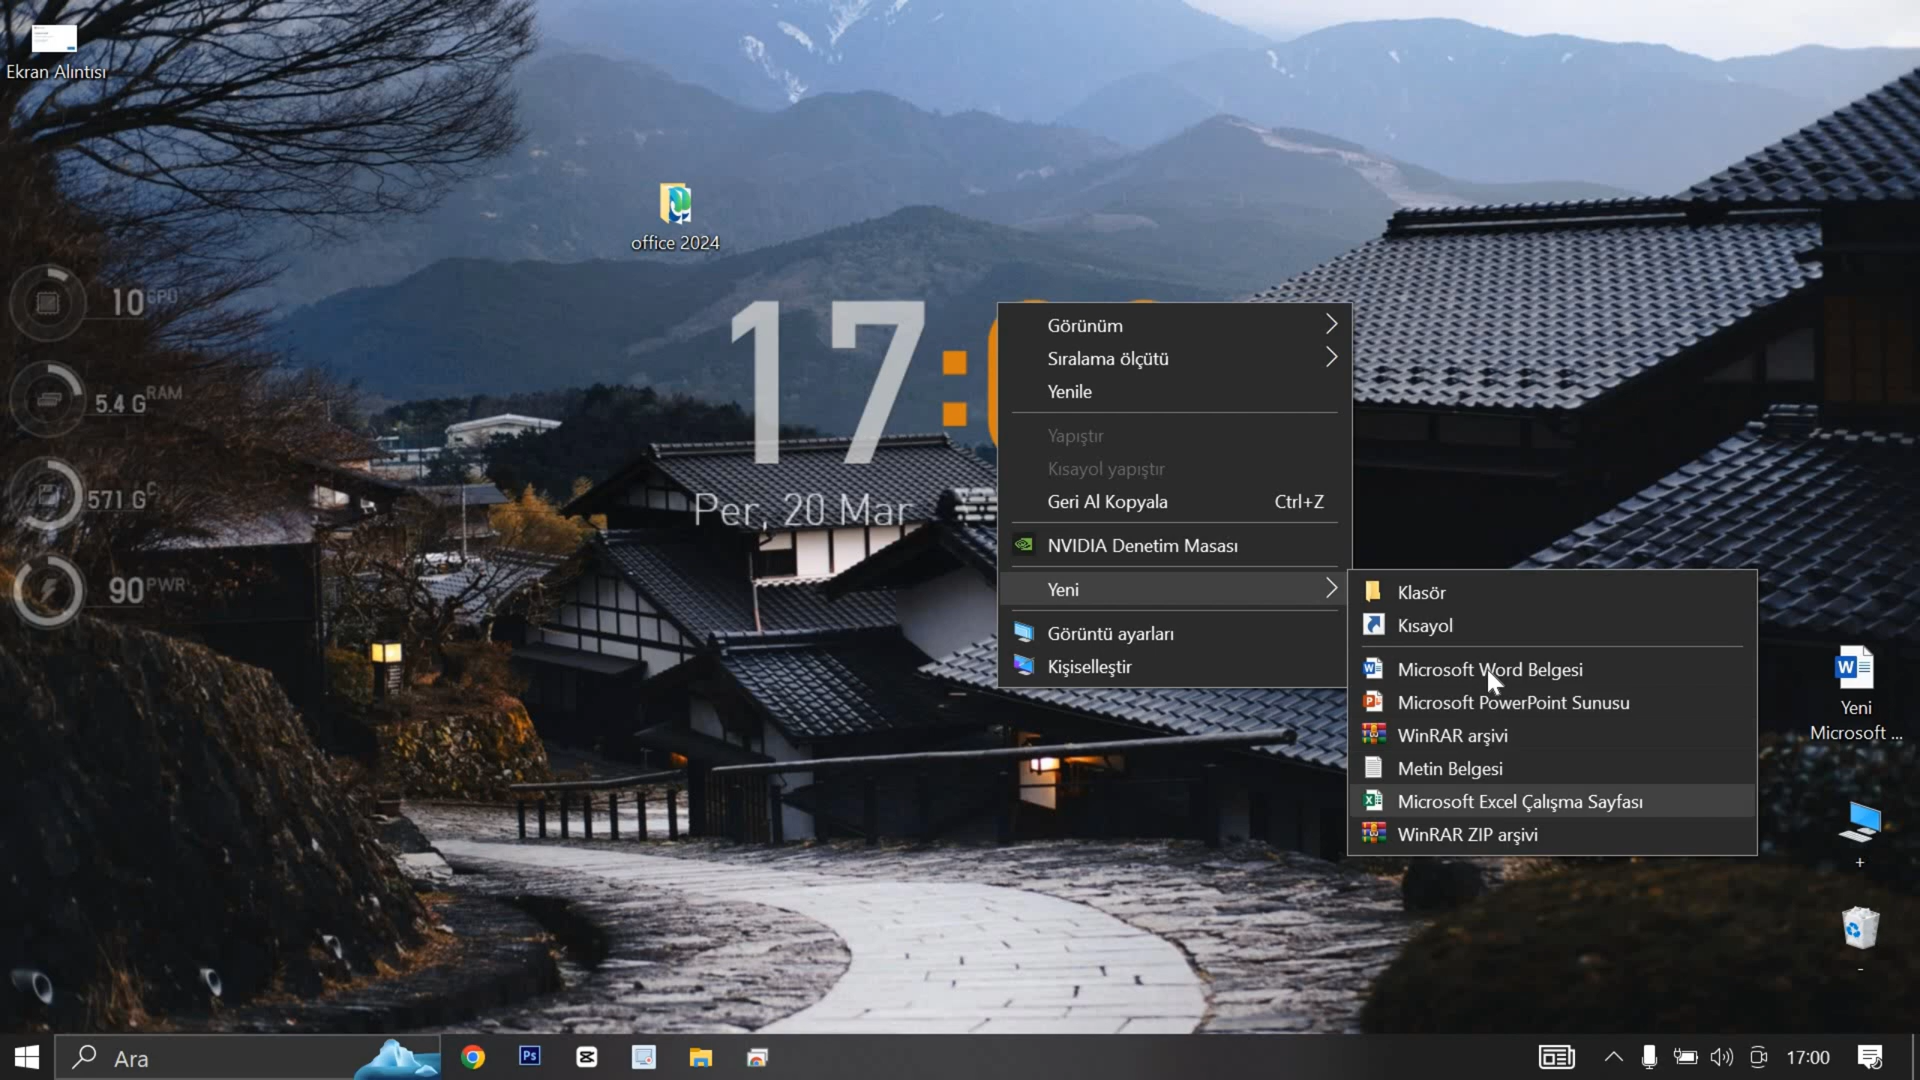 Ekran Alıntısı
office 2024
10 CPU
5.4 G RAM
571 G C
90 PWR
17:
Per, 20 Mar
Görünüm
Sıralama ölçütü
Yenile
Yapıştır
Kısayol yapıştır
Geri Al Kopyala Ctrl+Z
NVIDIA Denetim Masası
Yeni
Görüntü ayarları
Kişiselleştir
Klasör
Kısayol
Microsoft Word Belgesi
Microsoft PowerPoint Sunusu
WinRAR arşivi
Metin Belgesi
Microsoft Excel Çalışma Sayfası
WinRAR ZIP arşivi
Yeni
Microsoft ...
+
-
Ara
Ps
17:00